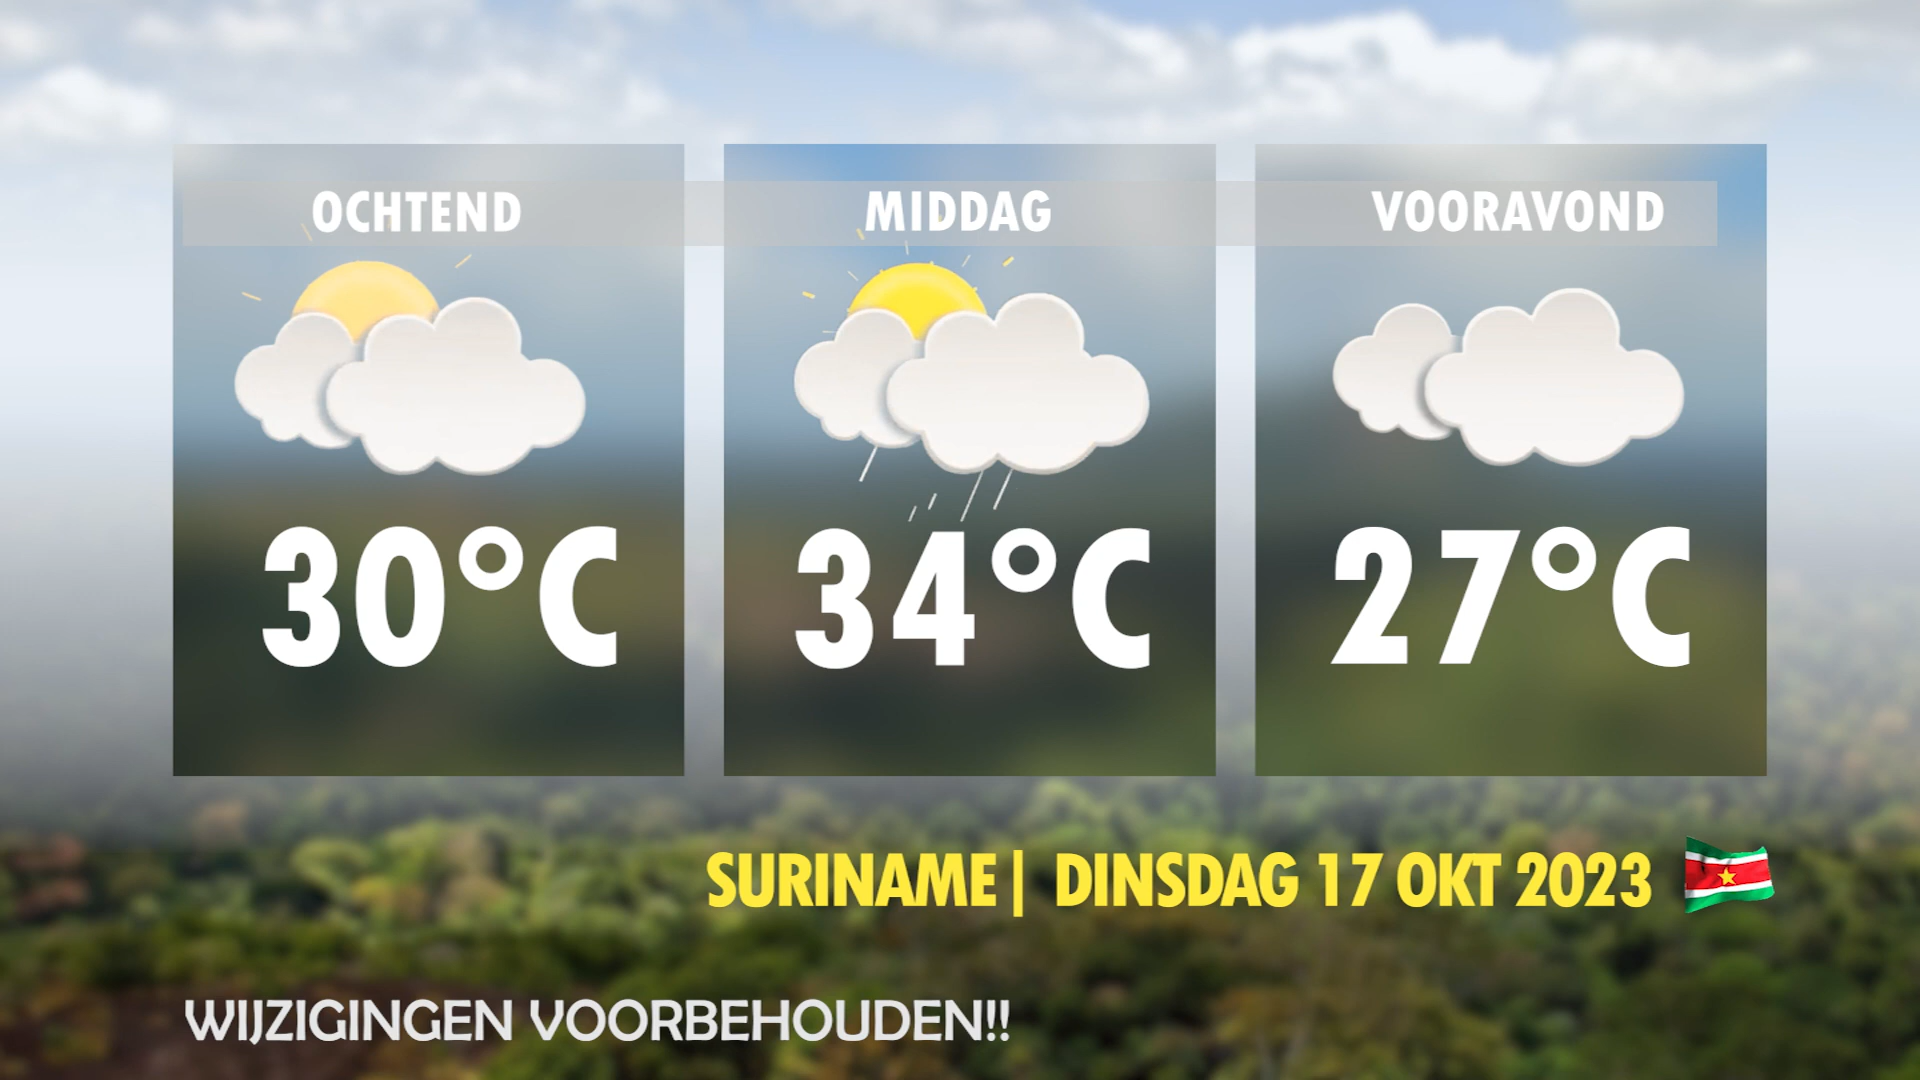 OCHTEND
MIDDAG
VOORAVOND
30°C
34°C
27°C
SURINAME| DINSDAG 17 OKT 2023
WIJZIGINGEN VOORBEHOUDEN!!